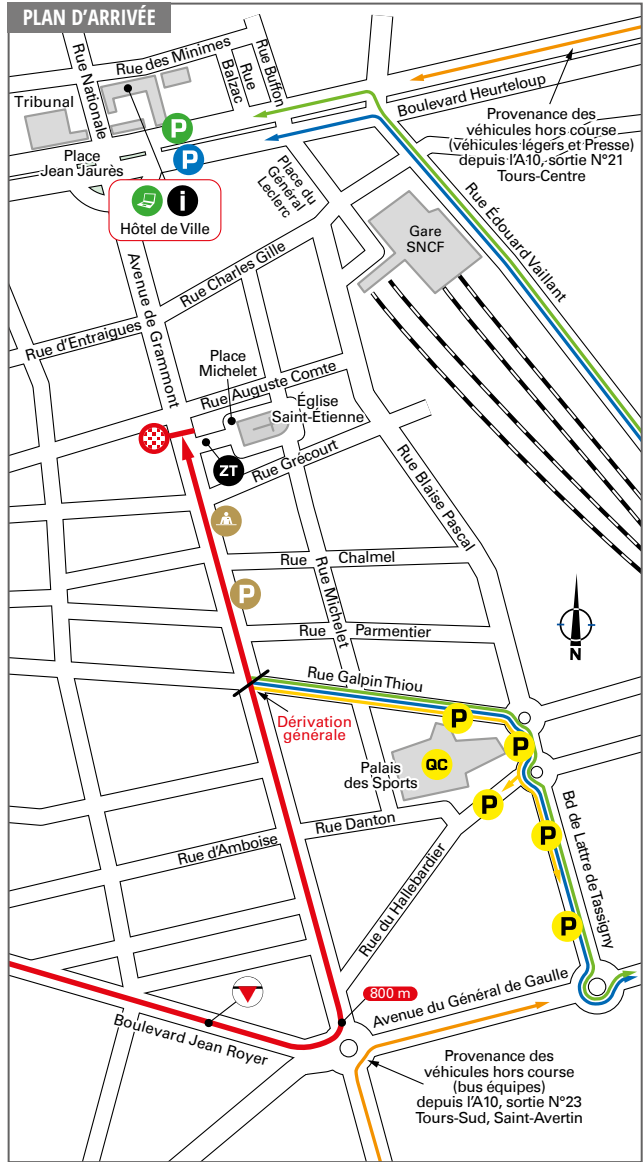 PLAN D'ARRIVÉE
Rue Nationale
Rue des Minimes
Rue
Balzac
Rue Buffon
Tribunal
P
P
Place
Jean Jaurès
i
Hôtel de Ville
Boulevard Heurteloup
Provenance des
véhicules hors course
(véhicules légers et Presse)
depuis l'A10, sortie N°21
Tours-Centre
Place du
Général
Leclerc
Rue Édouard Vaillant
Gare
SNCF
Avenue de Grammont
Rue Charles Gille
Rue d'Entraigues
Place
Michelet
Rue Auguste Comte
Église
Saint-Étienne
ZT
Rue Grécourt
Rue Blaise Pascal
Rue Chalmel
Rue Michelet
P
Rue Parmentier
N
Rue Galpin Thiou
Dérivation
générale
P
P
QC
Palais
des Sports
P
P
P
Rue Danton
Rue d'Amboise
Rue du Hallebardier
Bd de Lattre de Tassigny
800 m
Avenue du Général de Gaulle
Boulevard Jean Royer
Provenance des
véhicules hors course
(bus équipes)
depuis l'A10, sortie N°23
Tours-Sud, Saint-Avertin